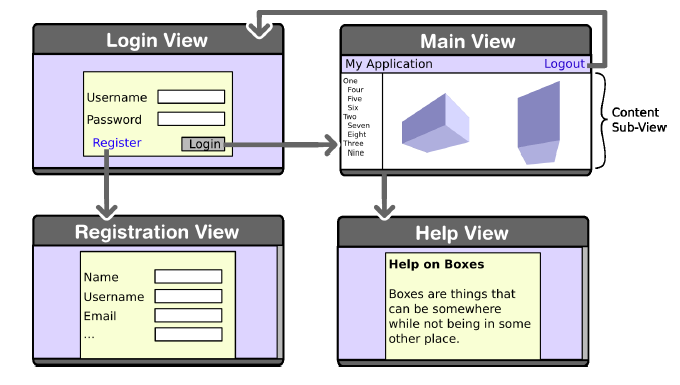 Login View
Username
Password
Register
Login
Main View
My Application
Logout
One
Four
Five
Six
Two
Seven
Eight
Three
Nine
Content
Sub-View
Registration View
Name
Username
Email
...
Help View
Help on Boxes
Boxes are things that
can be somewhere
while not being in some
other place.